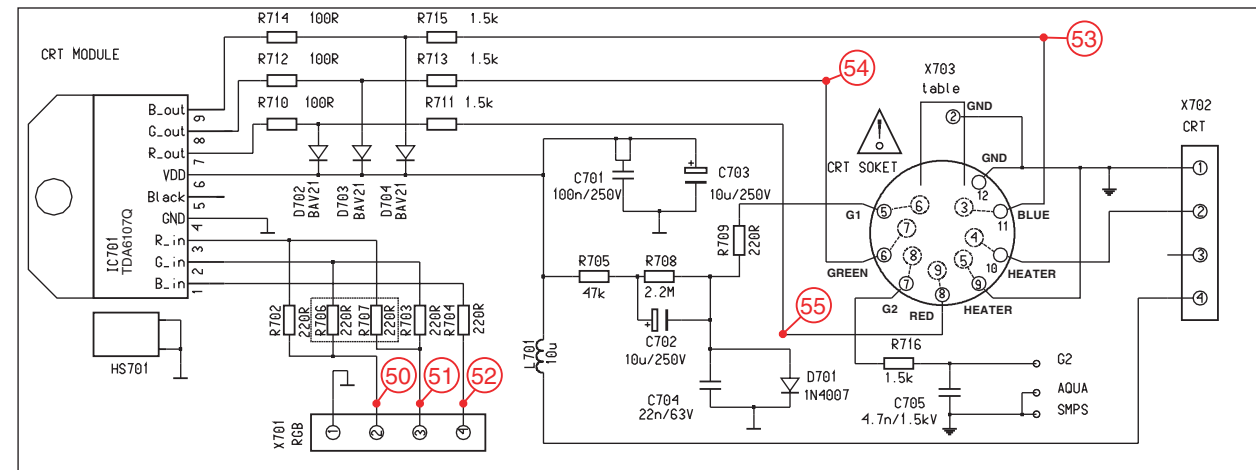 CRT MODULE
R714 100R R715 1.5k
53
R712 100R R713 1.5k
54
X703
table
GND
2
X702
CRT
R710 100R R711 1.5k
B_out 9
G_out 8
R_out 7
VDD 6
Black 5
GND 4
R_in 3
G_in 2
B_in 1
IC701
TDA6107Q
HS701
D702
BAV21
D703
BAV21
D704
BAV21
C701
100n/250V
+
C703
10u/250V
CRT SOKET
GND
12
G1
5
6
3
11
BLUE
7
4
6
GREEN
10
HEATER
8
9
5
7
G2
8
RED
9
HEATER
1
2
3
4
R709
220R
R705
47k
R708
2.2M
+
C702
10u/250V
55
R702
220R
R706
220R
R707
220R
R703
220R
R704
220R
L701
10u
C704
22n/63V
D701
1N4007
R716
1.5k
C705
4.7n/1.5kV
G2
AQUA
SMPS
50
51
52
X701
RGB
1
2
3
4